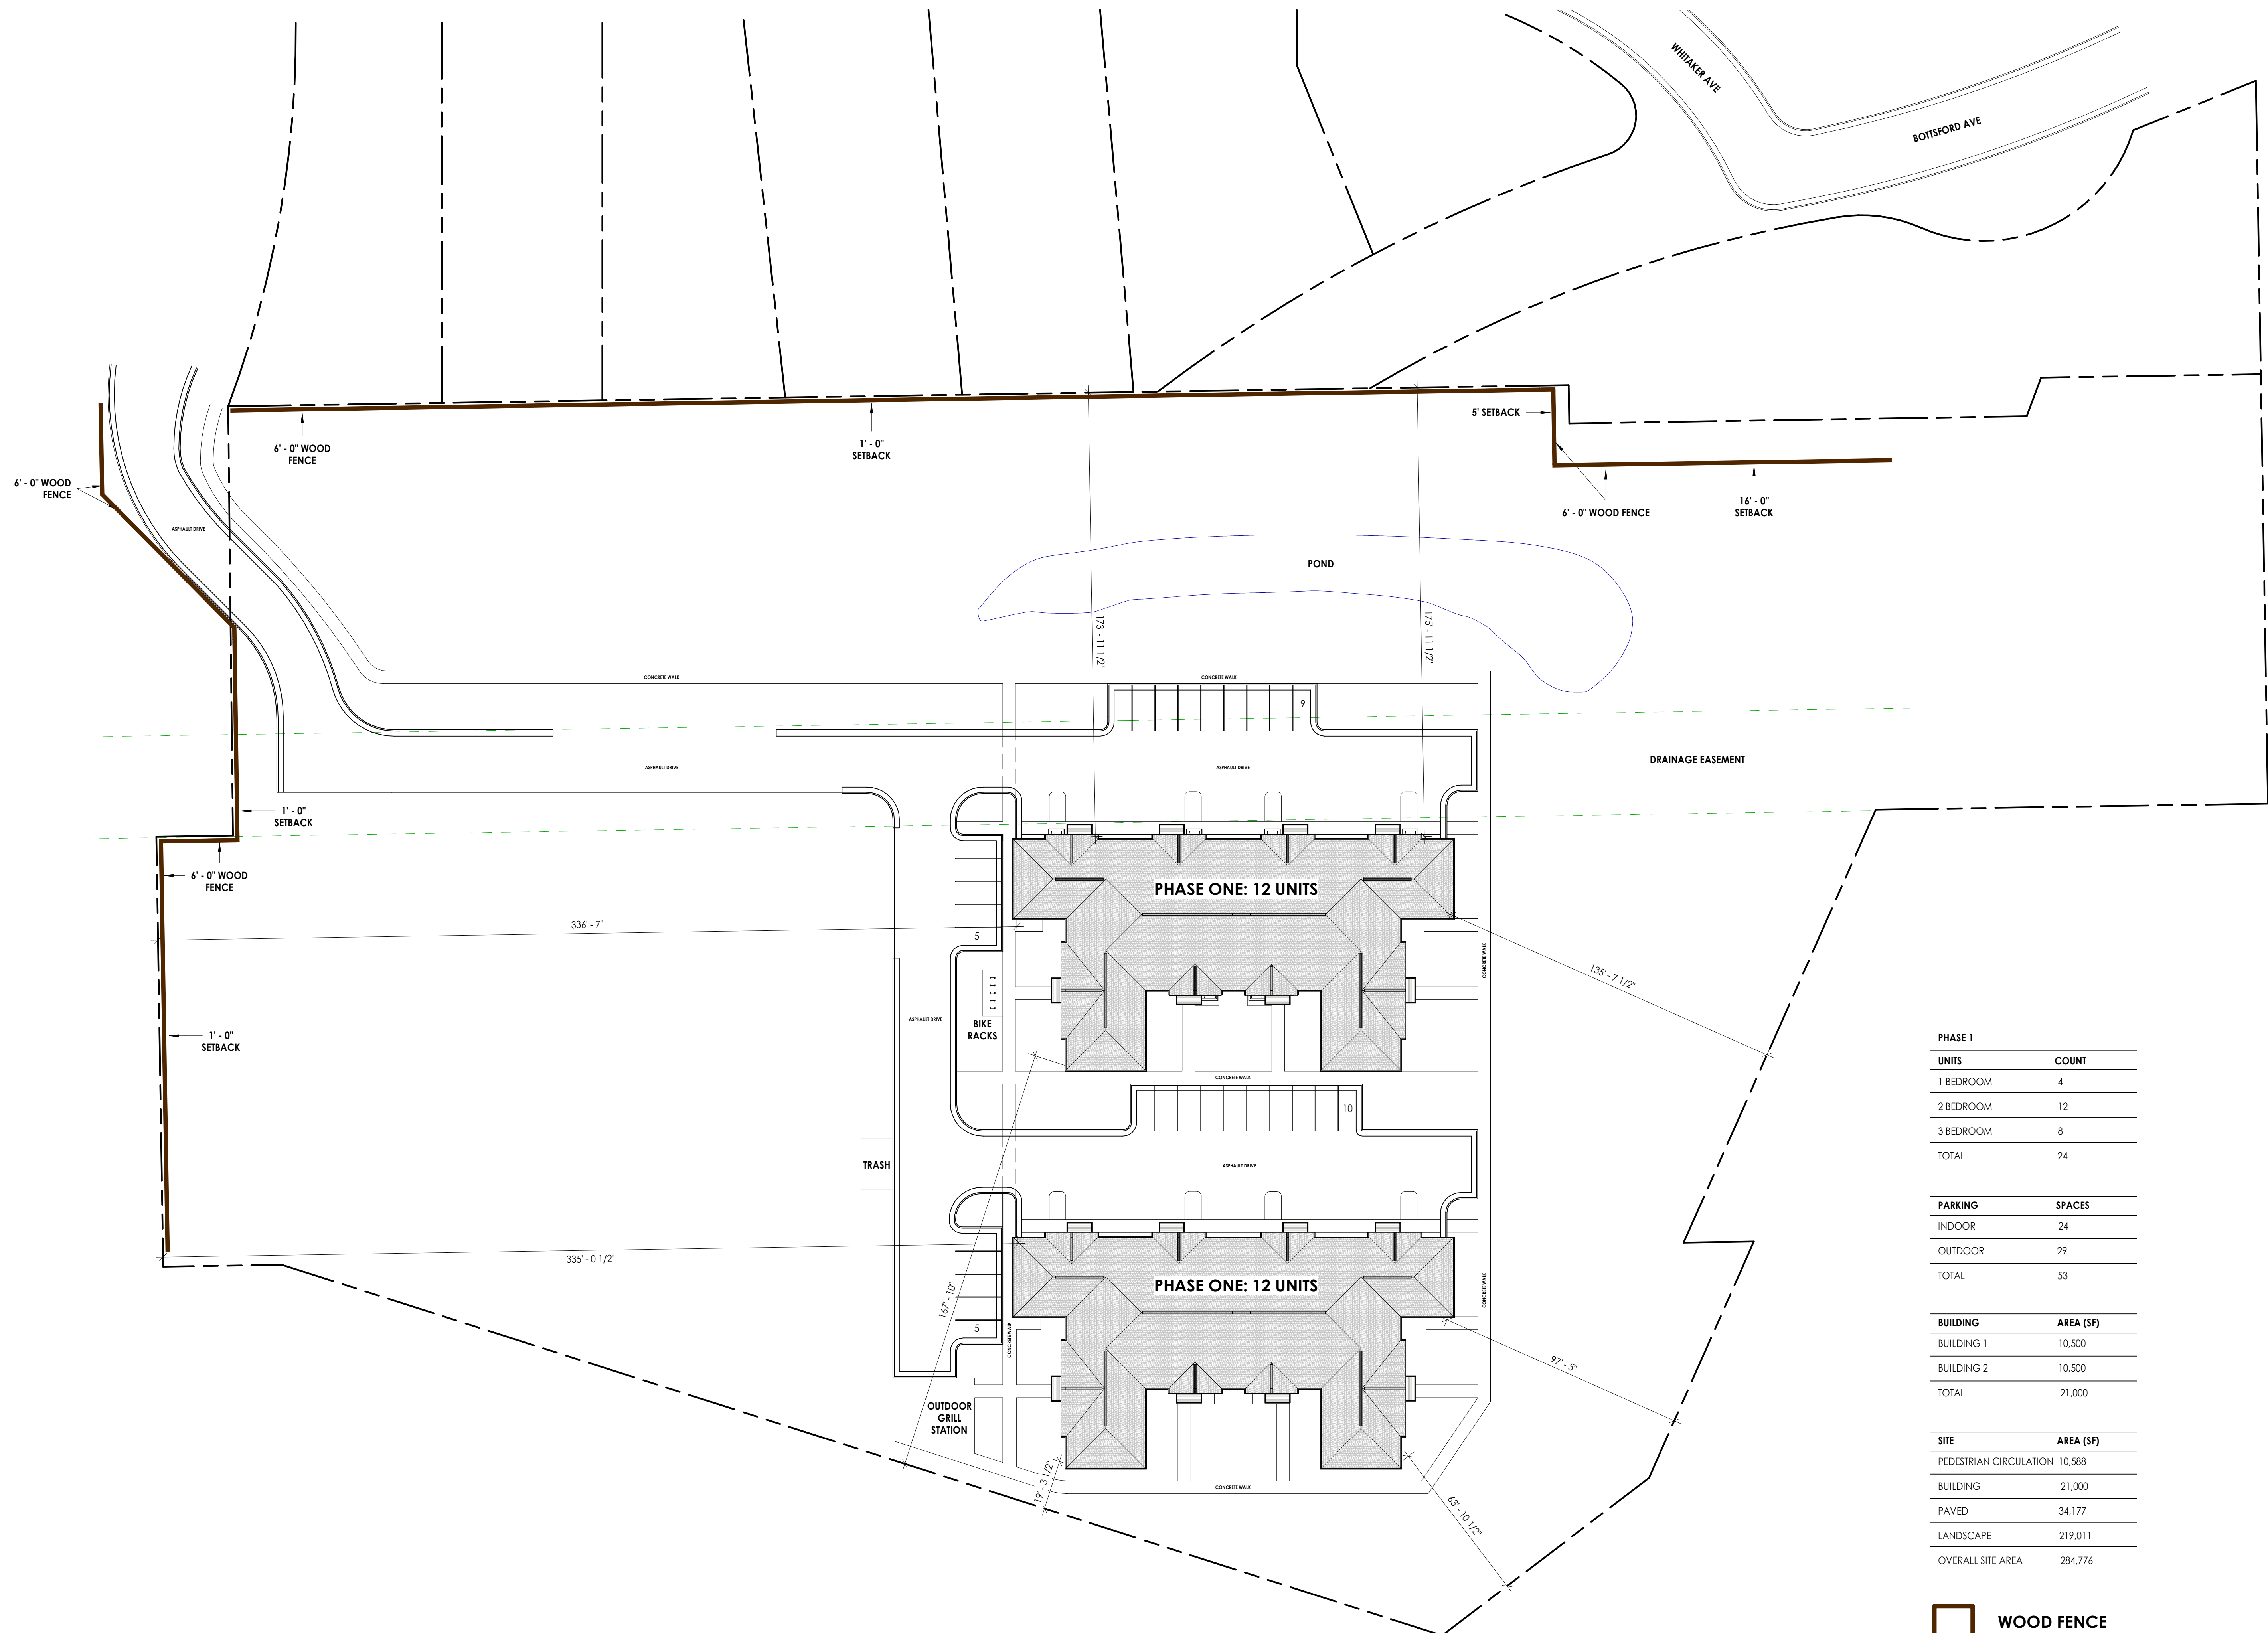 WHITAKER AVE
BOTTSFORD AVE
5' SETBACK
6' - 0" WOOD
FENCE
1' - 0"
SETBACK
6' - 0" WOOD
FENCE
16' - 0"
SETBACK
6' - 0" WOOD FENCE
ASPHAULT DRIVE
POND
173' - 11 1/2"
175' - 11 1/2"
CONCRETE WALK
CONCRETE WALK
9
DRAINAGE EASEMENT
ASPHAULT DRIVE
ASPHAULT DRIVE
1' - 0"
SETBACK
6' - 0" WOOD
FENCE
PHASE ONE: 12 UNITS
336' - 7"
5
CONCRETE WALK
135' - 7 1/2"
ASPHAULT DRIVE
BIKE
RACKS
1' - 0"
SETBACK
CONCRETE WALK
10
TRASH
ASPHAULT DRIVE
335' - 0 1/2"
167' - 10"
PHASE ONE: 12 UNITS
CONCRETE WALK
5
CONCRETE WALK
97' - 5"
OUTDOOR
GRILL
STATION
19' - 3 1/2"
CONCRETE WALK
63' - 10 1/2"
PHASE 1
UNITS COUNT
1 BEDROOM 4
2 BEDROOM 12
3 BEDROOM 8
TOTAL 24
PARKING SPACES
INDOOR 24
OUTDOOR 29
TOTAL 53
BUILDING AREA (SF)
BUILDING 1 10,500
BUILDING 2 10,500
TOTAL 21,000
SITE AREA (SF)
PEDESTRIAN CIRCULATION 10,588
BUILDING 21,000
PAVED 34,177
LANDSCAPE 219,011
OVERALL SITE AREA 284,776
WOOD FENCE